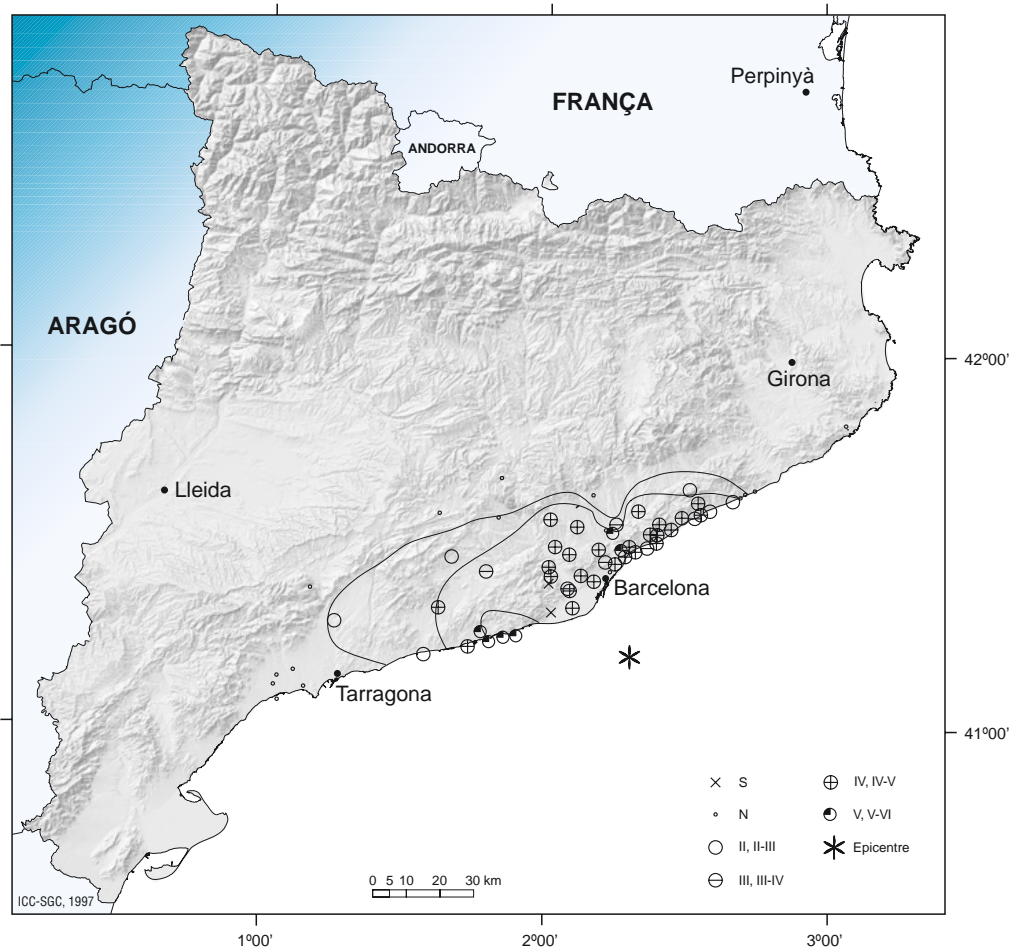 Perpinyà
FRANÇA
ANDORRA
ARAGÓ
42º00'
Girona
Lleida
Barcelona
Tarragona
41º00'
S
IV, IV-V
N
V, V-VI
II, II-III
Epicentre
III, III-IV
0 5 10 20 30 km
ICC-SGC, 1997
1º00' 2º00' 3º00'